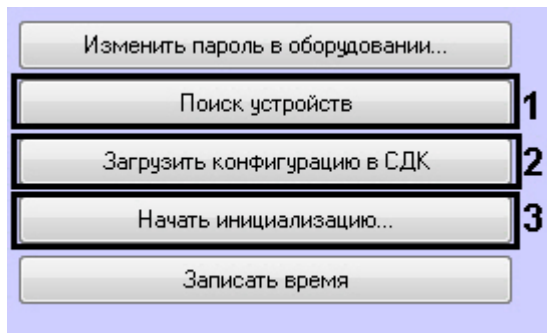 Изменить пароль в оборудовании...
Поиск устройств 1
Загрузить конфигурацию в СДК 2
Начать инициализацию... 3
Записать время